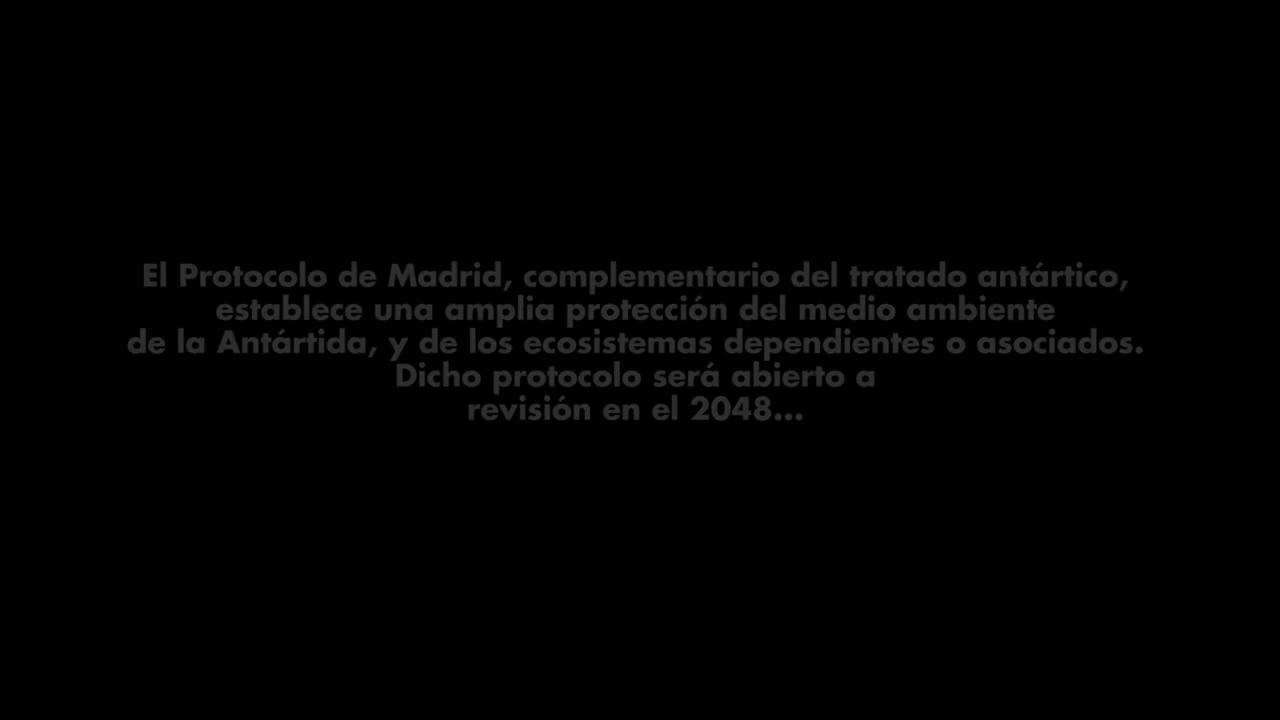 El Protocolo de Madrid, complementario del tratado antártico,
establece una amplia protección del medio ambiente
de la Antártida, y de los ecosistemas dependientes o asociados.
Dicho protocolo será abierto a
revisión en el 2048...